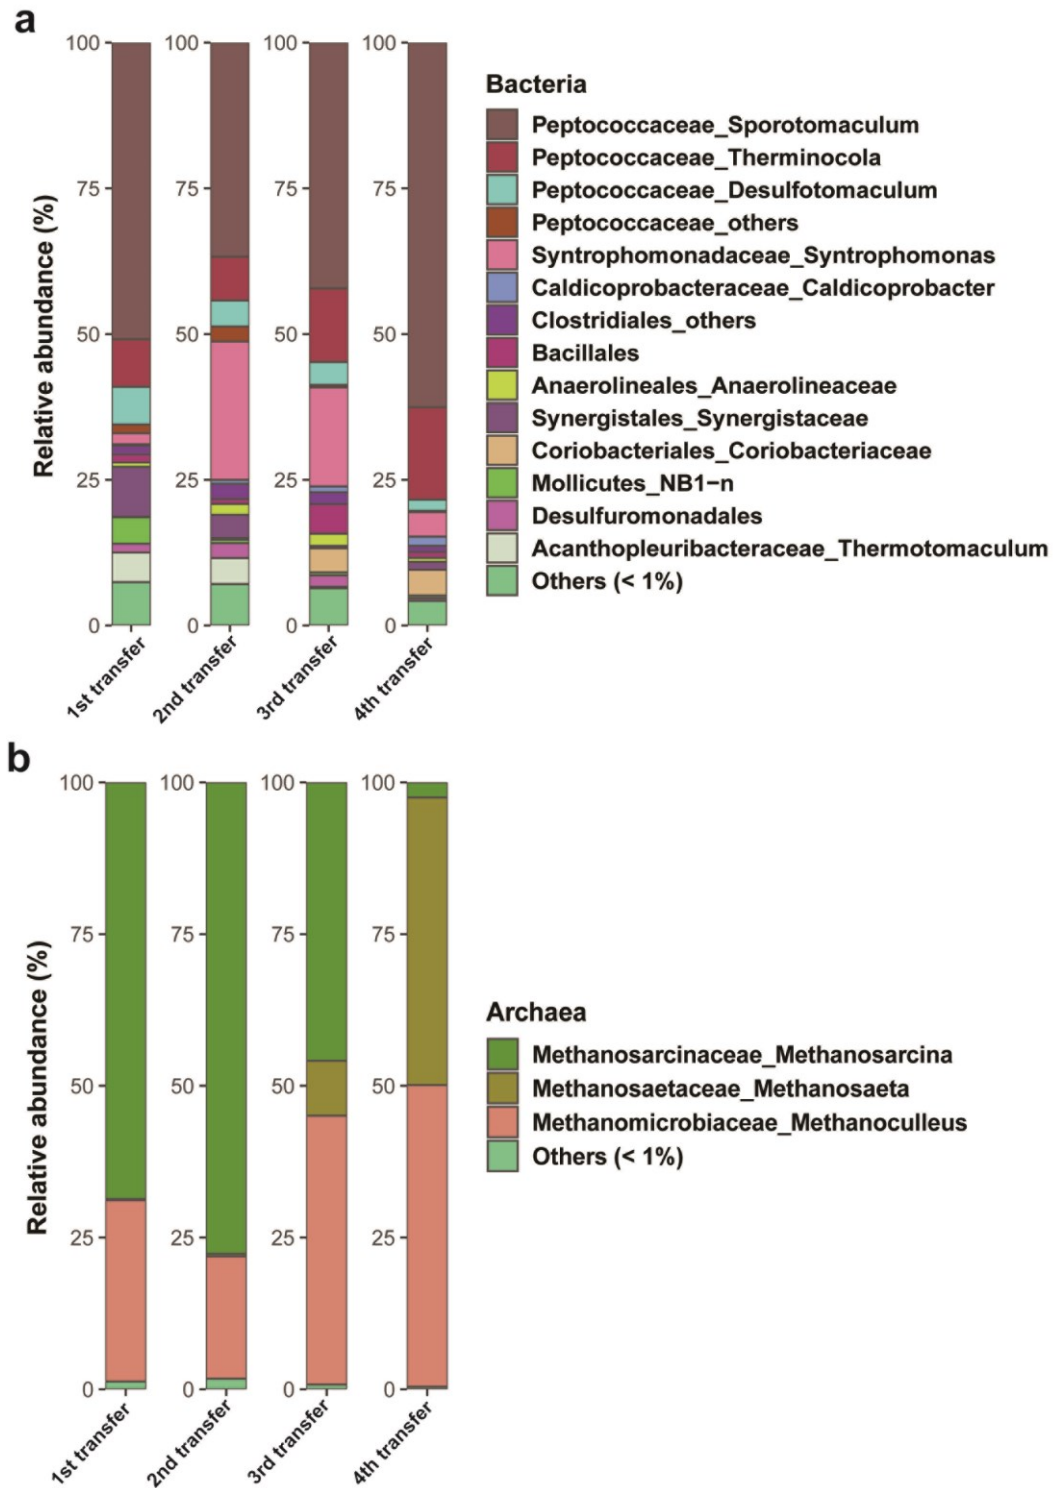 a
100 100 100 100
75 75 75 75
50 50 50 50
25 25 25 25
0 0 0 0
Relative abundance (%)
1st transfer
2nd transfer
3rd transfer
4th transfer
Bacteria
Peptococcaceae_Sporotomaculum
Peptococcaceae_Therminocola
Peptococcaceae_Desulfotomaculum
Peptococcaceae_others
Syntrophomonadaceae_Syntrophomonas
Caldicoprobacteraceae_Caldicoprobacter
Clostridiales_others
Bacillales
Anaerolineales_Anaerolineaceae
Synergistales_Synergistaceae
Coriobacteriales_Coriobacteriaceae
Mollicutes_NB1−n
Desulfuromonadales
Acanthopleuribacteraceae_Thermotomaculum
Others (< 1%)
b
100 100 100 100
75 75 75 75
50 50 50 50
25 25 25 25
0 0 0 0
Relative abundance (%)
1st transfer
2nd transfer
3rd transfer
4th transfer
Archaea
Methanosarcinaceae_Methanosarcina
Methanosaetaceae_Methanosaeta
Methanomicrobiaceae_Methanoculleus
Others (< 1%)